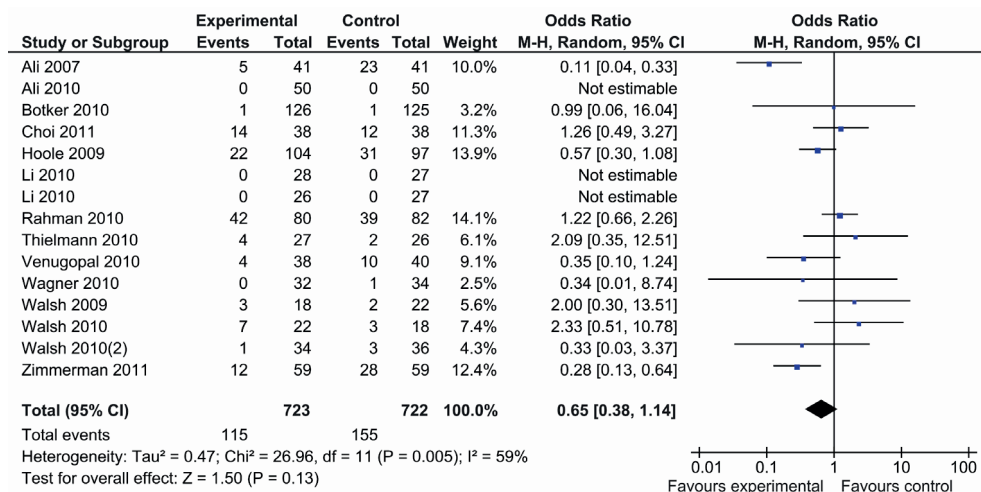 Experimental Control Odds Ratio Odds Ratio
Study or Subgroup Events Total Events Total Weight M-H, Random, 95% CI M-H, Random, 95% CI
Ali 2007 5 41 23 41 10.0% 0.11 [0.04, 0.33]
Ali 2010 0 50 0 50 Not estimable
Botker 2010 1 126 1 125 3.2% 0.99 [0.06, 16.04]
Choi 2011 14 38 12 38 11.3% 1.26 [0.49, 3.27]
Hoole 2009 22 104 31 97 13.9% 0.57 [0.30, 1.08]
Li 2010 0 28 0 27 Not estimable
Li 2010 0 26 0 27 Not estimable
Rahman 2010 42 80 39 82 14.1% 1.22 [0.66, 2.26]
Thielmann 2010 4 27 2 26 6.1% 2.09 [0.35, 12.51]
Venugopal 2010 4 38 10 40 9.1% 0.35 [0.10, 1.24]
Wagner 2010 0 32 1 34 2.5% 0.34 [0.01, 8.74]
Walsh 2009 3 18 2 22 5.6% 2.00 [0.30, 13.51]
Walsh 2010 7 22 3 18 7.4% 2.33 [0.51, 10.78]
Walsh 2010(2) 1 34 3 36 4.3% 0.33 [0.03, 3.37]
Zimmerman 2011 12 59 28 59 12.4% 0.28 [0.13, 0.64]
Total (95% CI) 723 722 100.0% 0.65 [0.38, 1.14]
Total events 115 155
Heterogeneity: Tau² = 0.47; Chi² = 26.96, df = 11 (P = 0.005); I² = 59%
Test for overall effect: Z = 1.50 (P = 0.13)
0.01 0.1 1 10 100
Favours experimental Favours control